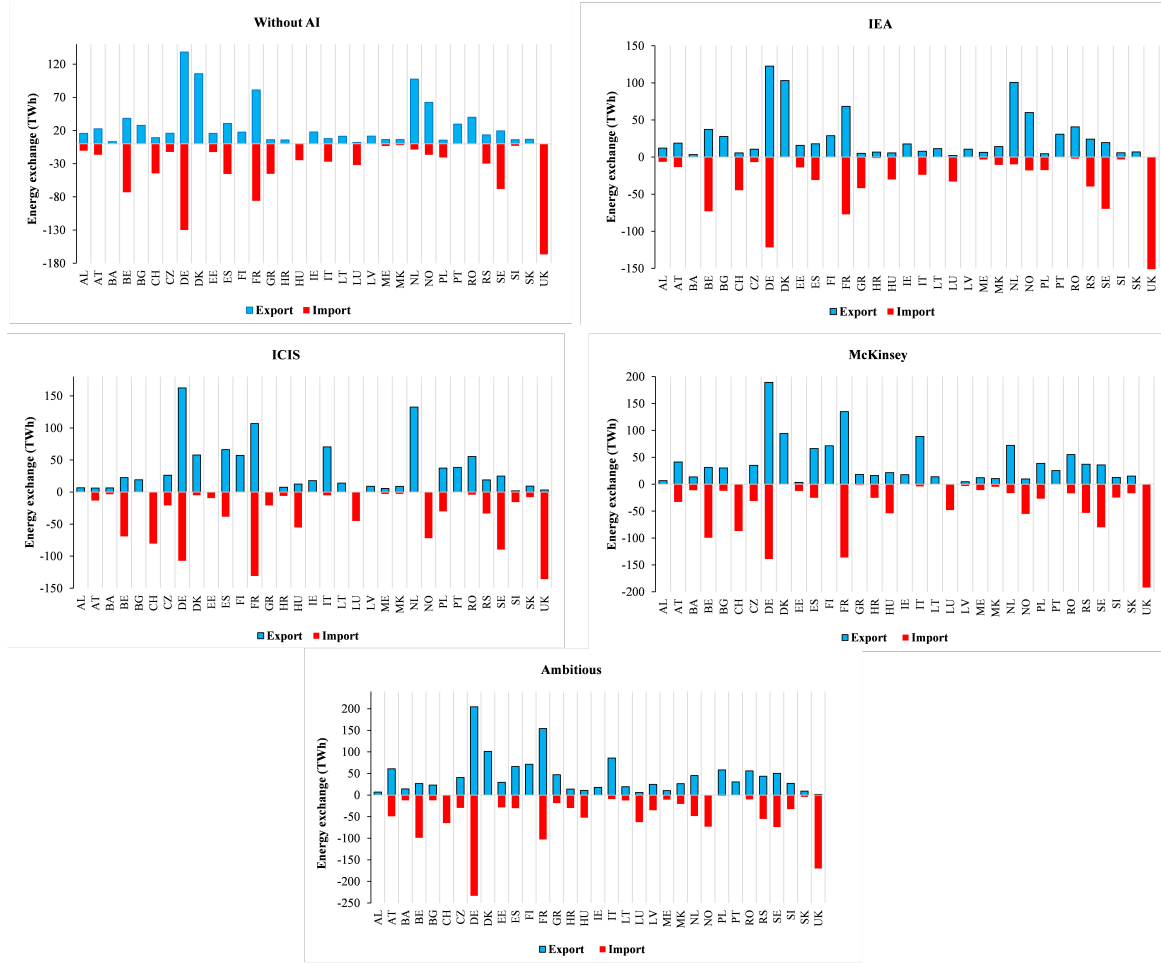 Without AI
Energy exchange (TWh)
120
70
20
-30
-80
-130
-180
AL AT BA BE BG CH CZ DE DK EE ES FI FR GR HR HU IE IT LT LU LV ME MK NL NO PL PT RO RS SE SI SK UK
Export Import
IEA
Energy exchange (TWh)
150
100
50
0
-50
-100
-150
AL AT BA BE BG CH CZ DE DK EE ES FI FR GR HR HU IE IT LT LU LV ME MK NL NO PL PT RO RS SE SI SK UK
Export Import
ICIS
Energy exchange (TWh)
150
100
50
0
-50
-100
-150
AL AT BA BE BG CH CZ DE DK EE ES FI FR GR HR HU IE IT LT LU LV ME MK NL NO PL PT RO RS SE SI SK UK
Export Import
McKinsey
Energy exchange (TWh)
200
150
100
50
0
-50
-100
-150
-200
AL AT BA BE BG CH CZ DE DK EE ES FI FR GR HR HU IE IT LT LU LV ME MK NL NO PL PT RO RS SE SI SK UK
Export Import
Ambitious
Energy exchange (TWh)
200
150
100
50
0
-50
-100
-150
-200
-250
AL AT BA BE BG CH CZ DE DK EE ES FI FR GR HR HU IE IT LT LU LV ME MK NL NO PL PT RO RS SE SI SK UK
Export Import